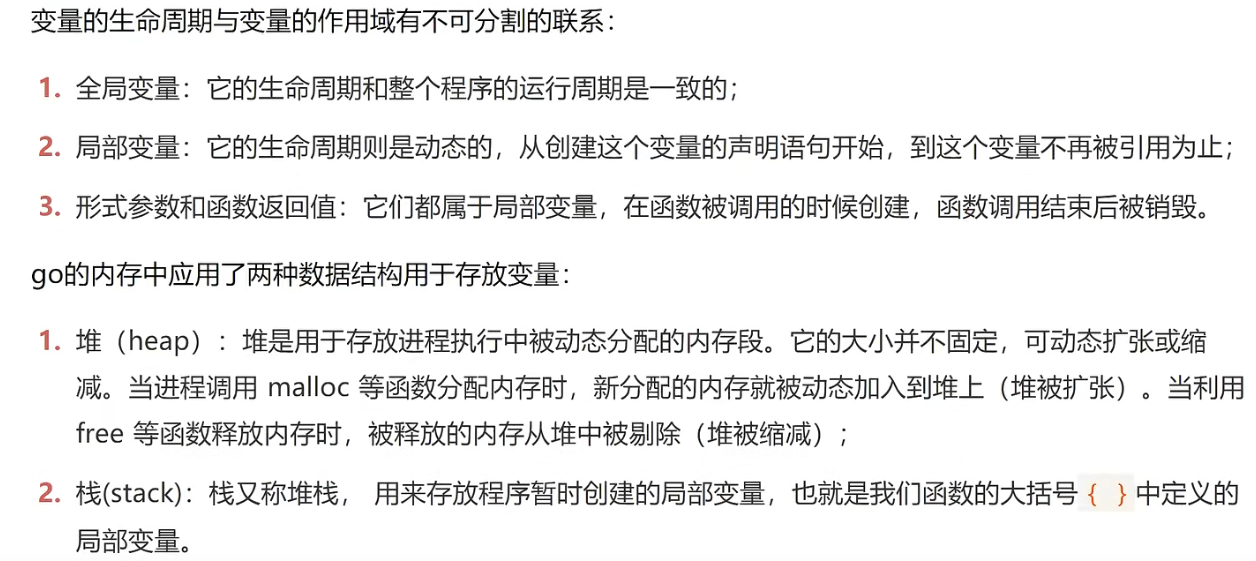 变量的生命周期与变量的作用域有不可分割的联系：
1. 全局变量：它的生命周期和整个程序的运行周期是一致的；
2. 局部变量：它的生命周期则是动态的，从创建这个变量的声明语句开始，到这个变量不再被引用为止；
3. 形式参数和函数返回值：它们都属于局部变量，在函数被调用的时候创建，函数调用结束后被销毁。
go的内存中应用了两种数据结构用于存放变量：
1. 堆（heap）：堆是用于存放进程执行中被动态分配的内存段。它的大小并不固定，可动态扩张或缩
减。当进程调用 malloc 等函数分配内存时，新分配的内存就被动态加入到堆上（堆被扩张）。当利用
free 等函数释放内存时，被释放的内存从堆中被剔除（堆被缩减）；
2. 栈(stack)：栈又称堆栈， 用来存放程序暂时创建的局部变量，也就是我们函数的大括号 { } 中定义的
局部变量。